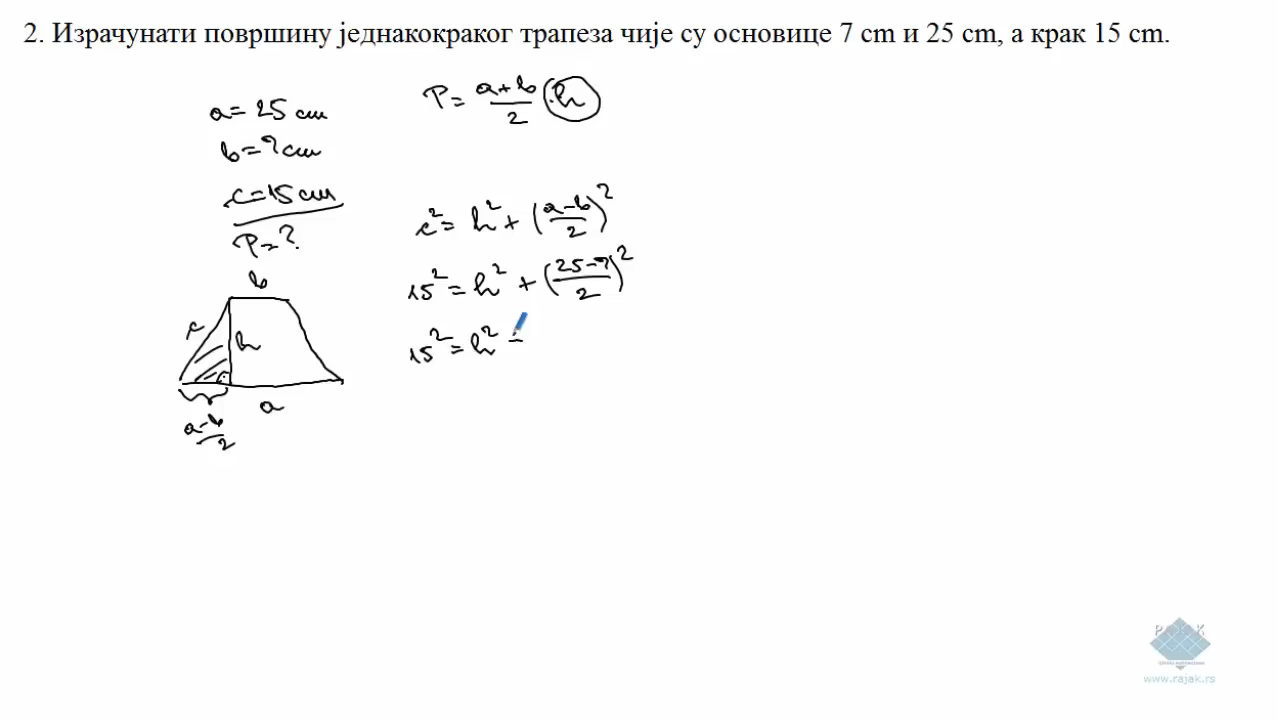 2. Израчунати површину једнакокраког трапеза чије су основице 7 cm и 25 cm, а крак 15 cm.
a = 25 cm
b = 7 cm
c = 15 cm
P = ?
b
c
h
a
a-b/2
P = a+b/2 · h
c² = h² + (a-b/2)²
15² = h² + (25-7/2)²
15² = h²
РАЈАК
www.rajak.rs